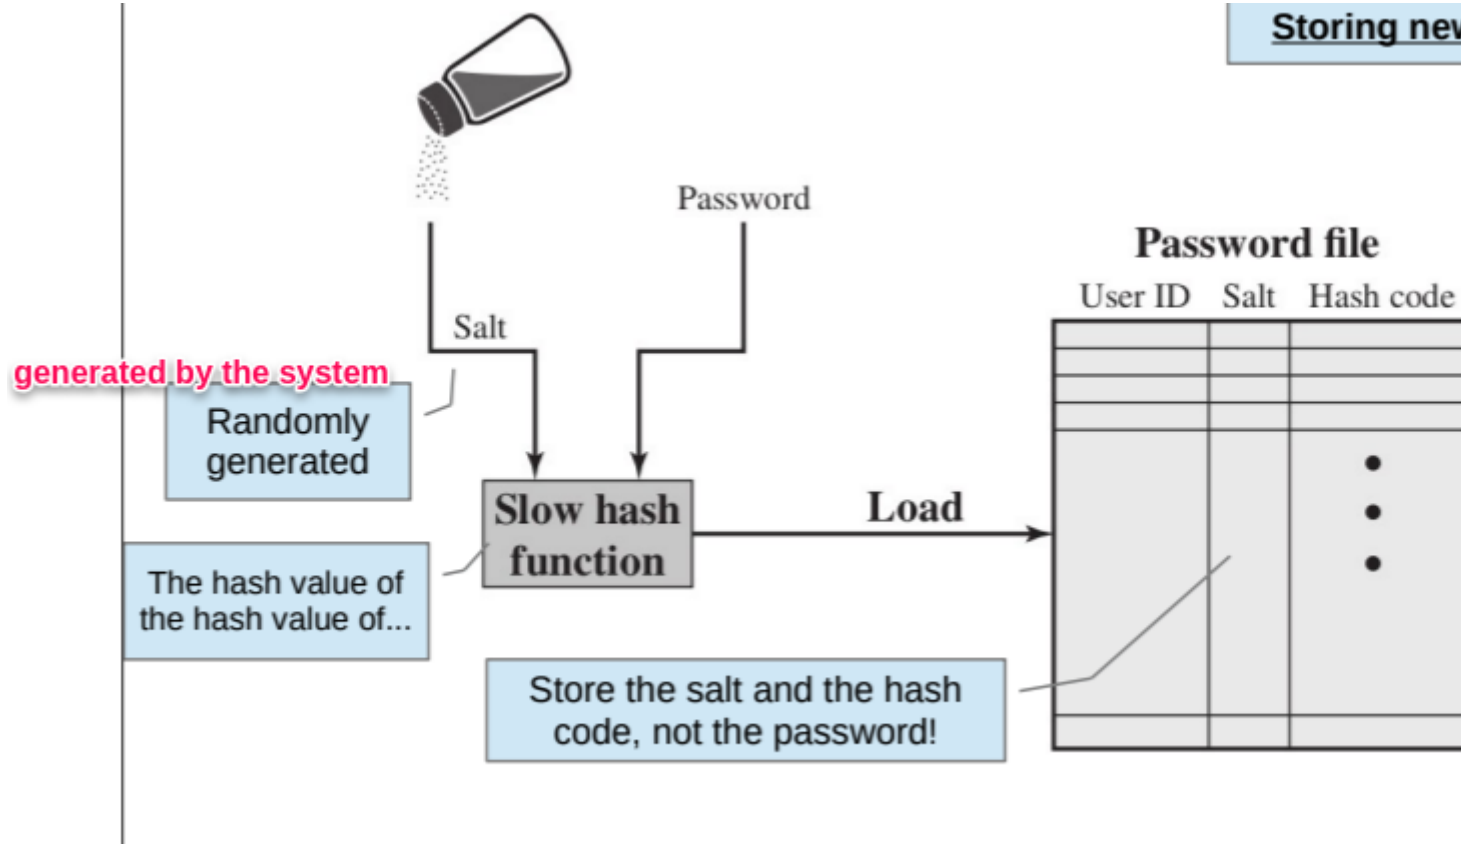 Storing new
Password
Password file
User ID Salt Hash code
Salt
generated by the system
Randomly
generated
Slow hash
function
Load
The hash value of
the hash value of...
Store the salt and the hash
code, not the password!